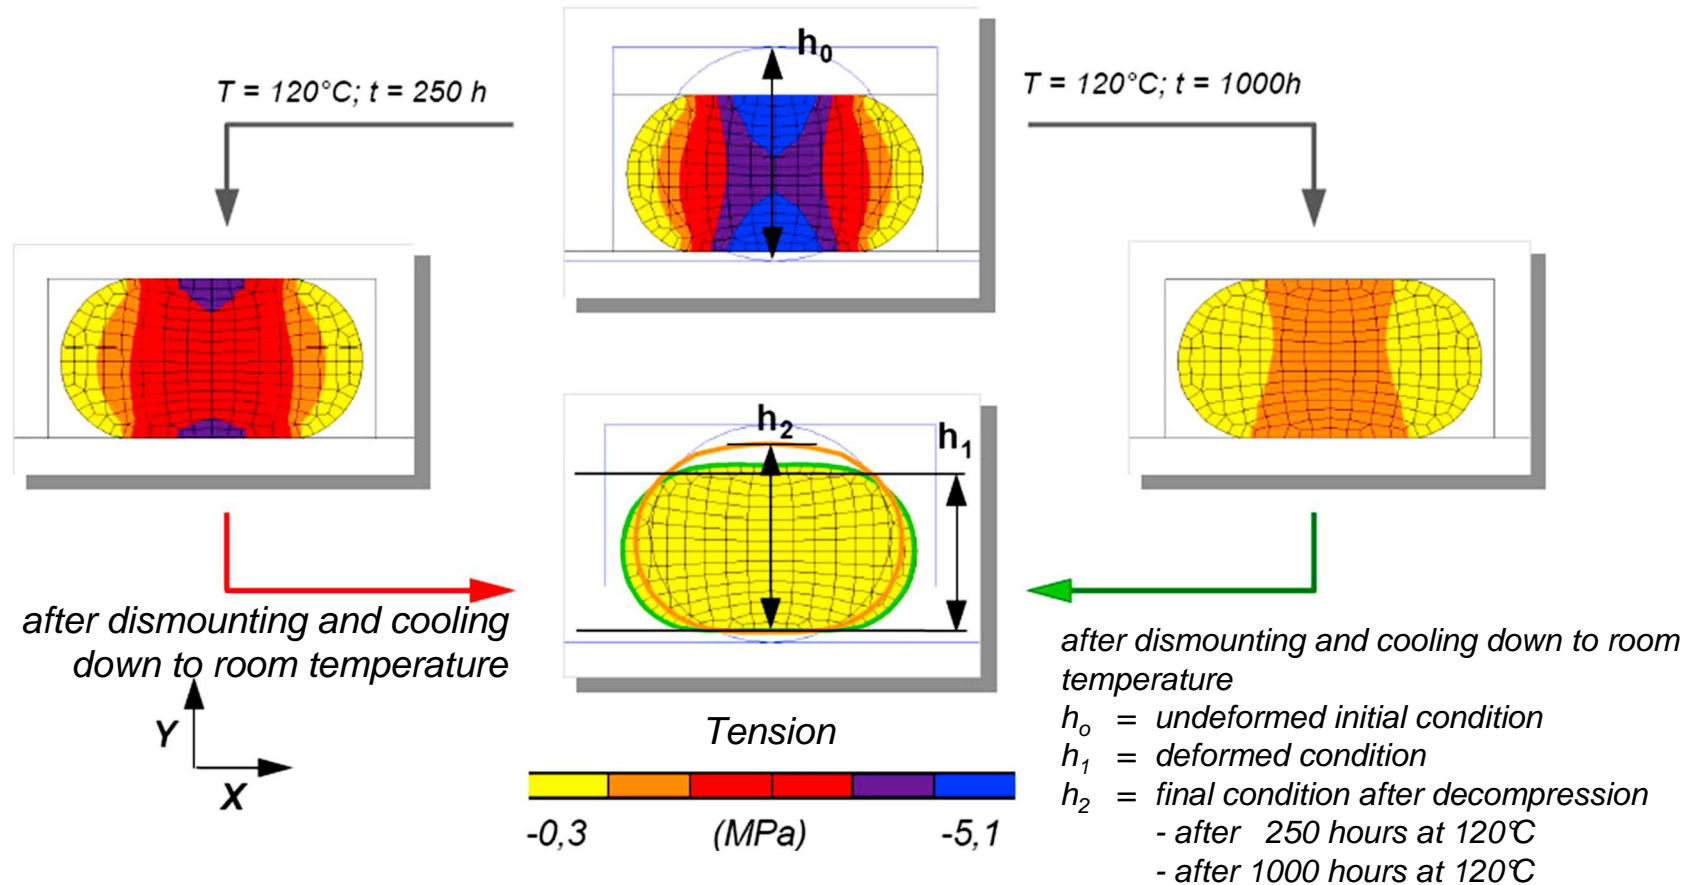 h0
T = 120°C; t = 250 h
T = 120°C; t = 1000h
h2
h1
after dismounting and cooling
down to room temperature
Y
X
Tension
-0,3 (MPa) -5,1
after dismounting and cooling down to room
temperature
ho = undeformed initial condition
h1 = deformed condition
h2 = final condition after decompression
- after 250 hours at 120°C
- after 1000 hours at 120°C